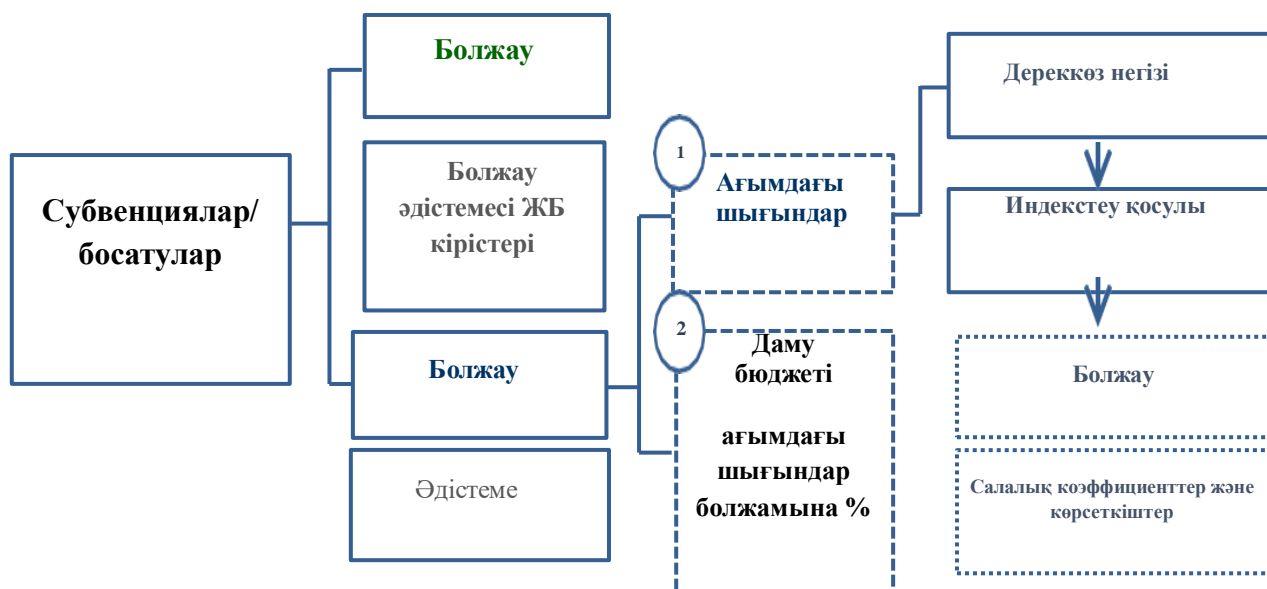 Субвенциялар/
босатулар
Болжау
Болжау
әдістемесі ЖБ
кірістері
Болжау
Әдістеме
1
Ағымдағы
шығындар
2
Даму
бюджеті
ағымдағы
шығындар
болжамына %
Дереккөз негізі
Индекстеу қосулы
Болжау
Салалық коэффициенттер және
көрсеткіштер